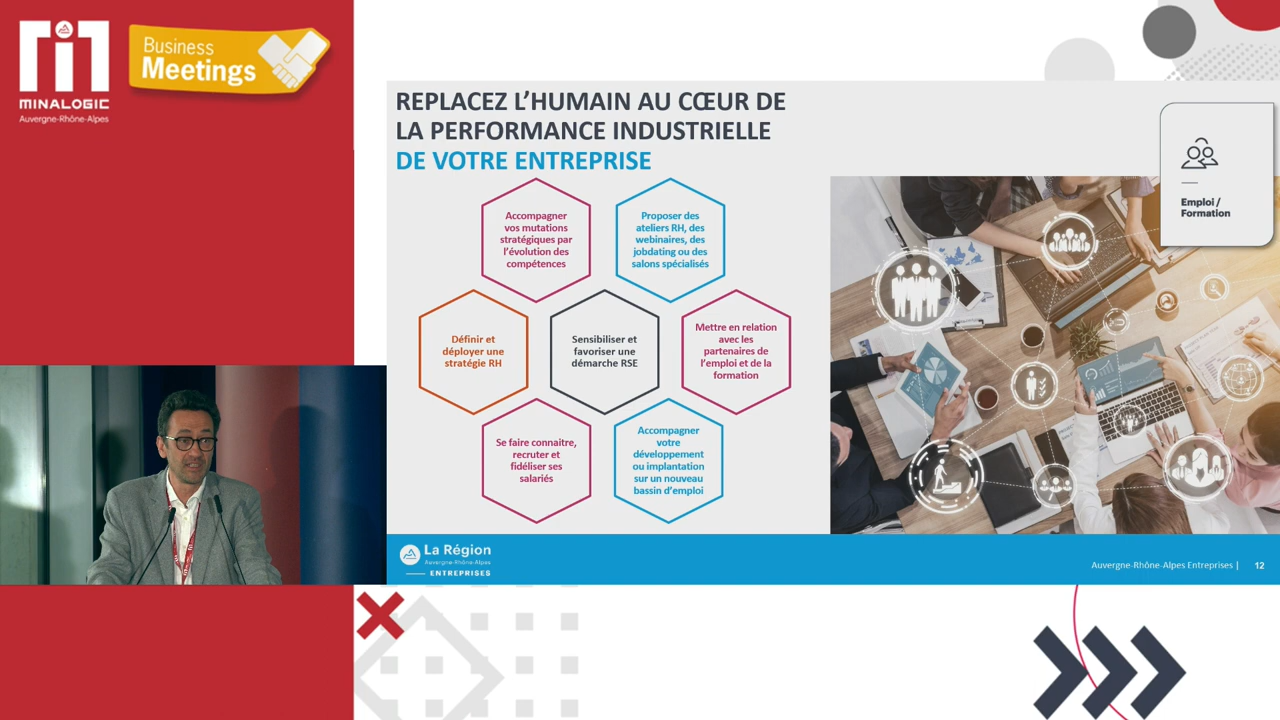 MINALOGIC
Auvergne-Rhône-Alpes
Business
Meetings
REPLACEZ L'HUMAIN AU CŒUR DE
LA PERFORMANCE INDUSTRIELLE
DE VOTRE ENTREPRISE
Emploi /
Formation
Accompagner
vos mutations
stratégiques par
l'évolution des
compétences
Proposer des
ateliers RH, des
webinaires, des
jobdating ou des
salons spécialisés
Définir et
déployer une
stratégie RH
Sensibiliser et
favoriser une
démarche RSE
Mettre en relation
avec les
partenaires de
l'emploi et de la
formation
Se faire connaitre,
recruter et
fidéliser ses
salariés
Accompagner
votre
développement
ou implantation
sur un nouveau
bassin d'emploi
La Région
Auvergne-Rhône-Alpes
ENTREPRISES
Auvergne-Rhône-Alpes Entreprises | 12